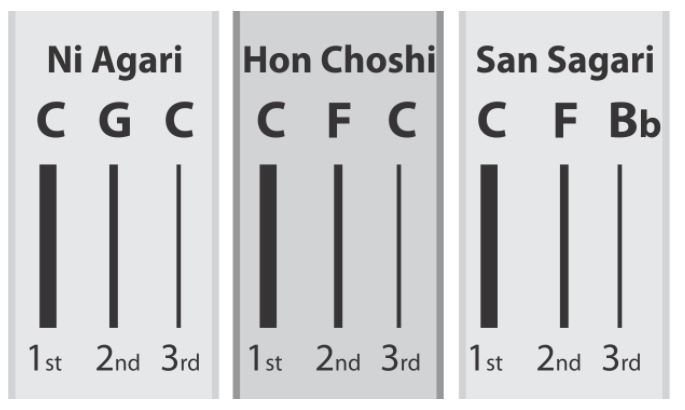 Ni Agari
C G C
1st 2nd 3rd
Hon Choshi
C F C
1st 2nd 3rd
San Sagari
C F Bb
1st 2nd 3rd